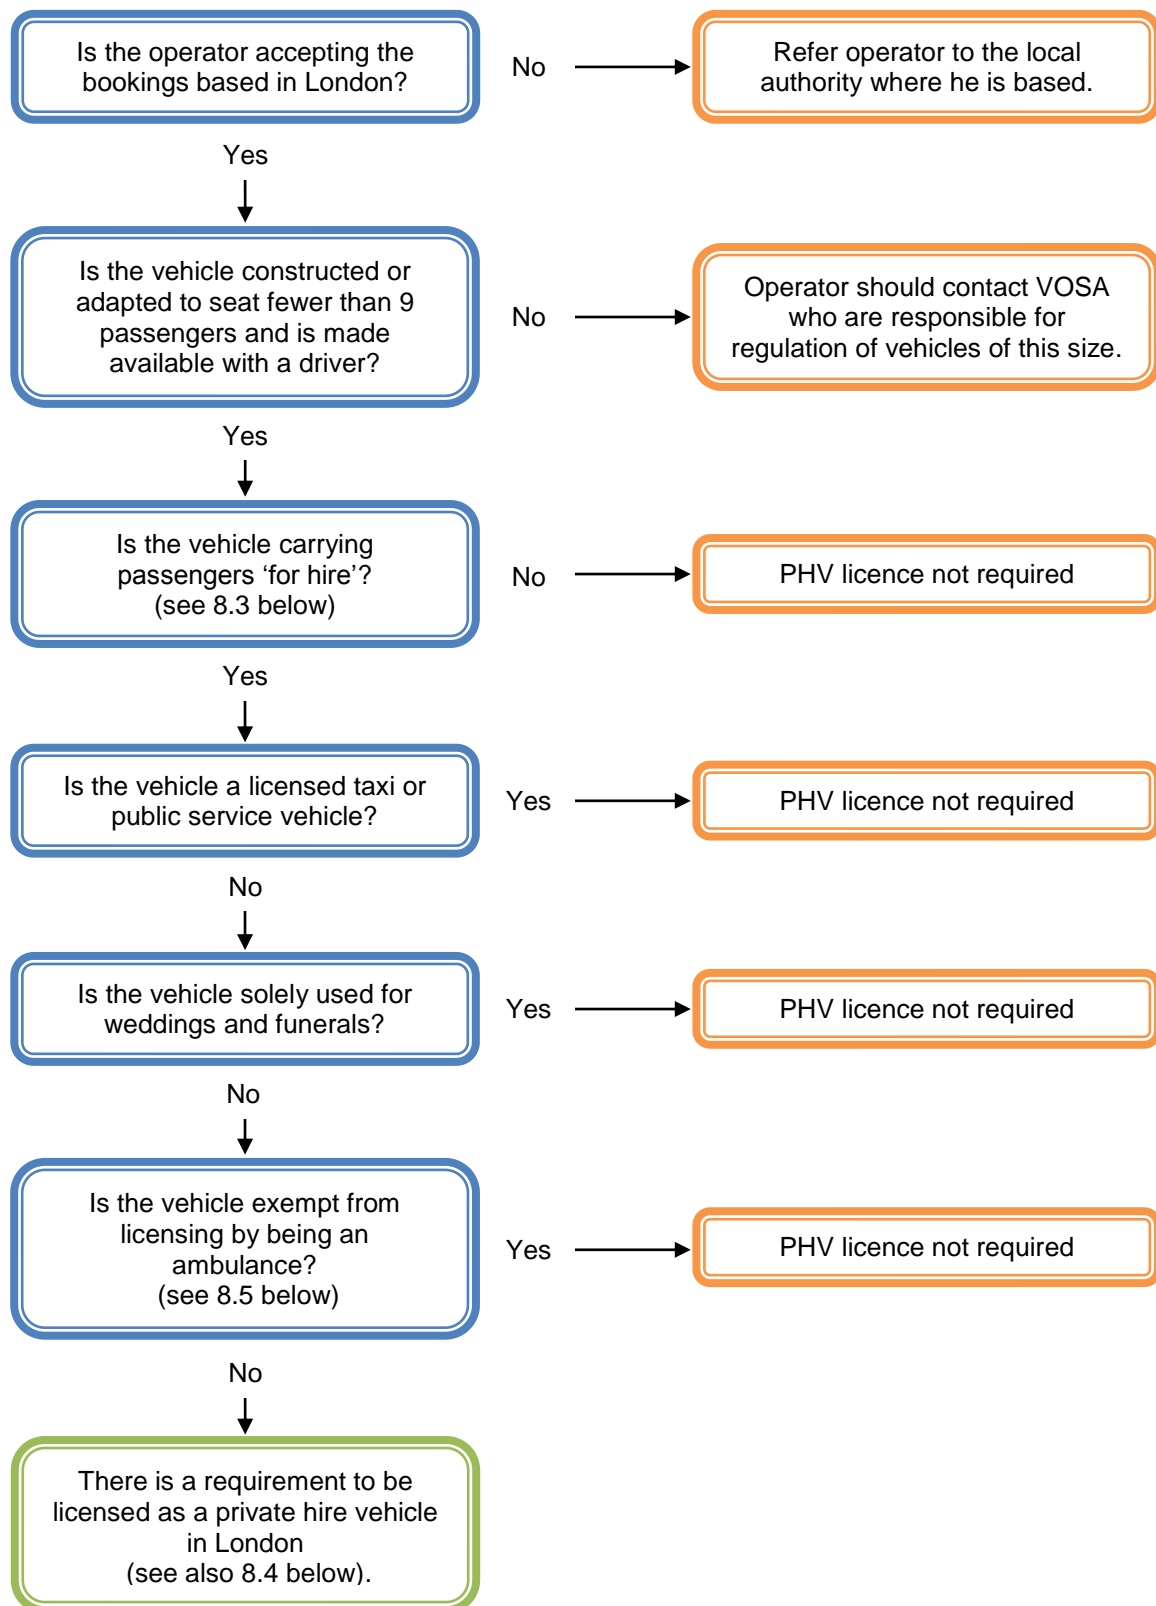 Is the operator accepting the
bookings based in London?
No
Refer operator to the local
authority where he is based.
Yes
Is the vehicle constructed or
adapted to seat fewer than 9
passengers and is made
available with a driver?
No
Operator should contact VOSA
who are responsible for
regulation of vehicles of this size.
Yes
Is the vehicle carrying
passengers ‘for hire’?
(see 8.3 below)
No
PHV licence not required
Yes
Is the vehicle a licensed taxi or
public service vehicle?
Yes
PHV licence not required
No
Is the vehicle solely used for
weddings and funerals?
Yes
PHV licence not required
No
Is the vehicle exempt from
licensing by being an
ambulance?
(see 8.5 below)
Yes
PHV licence not required
No
There is a requirement to be
licensed as a private hire vehicle
in London
(see also 8.4 below).